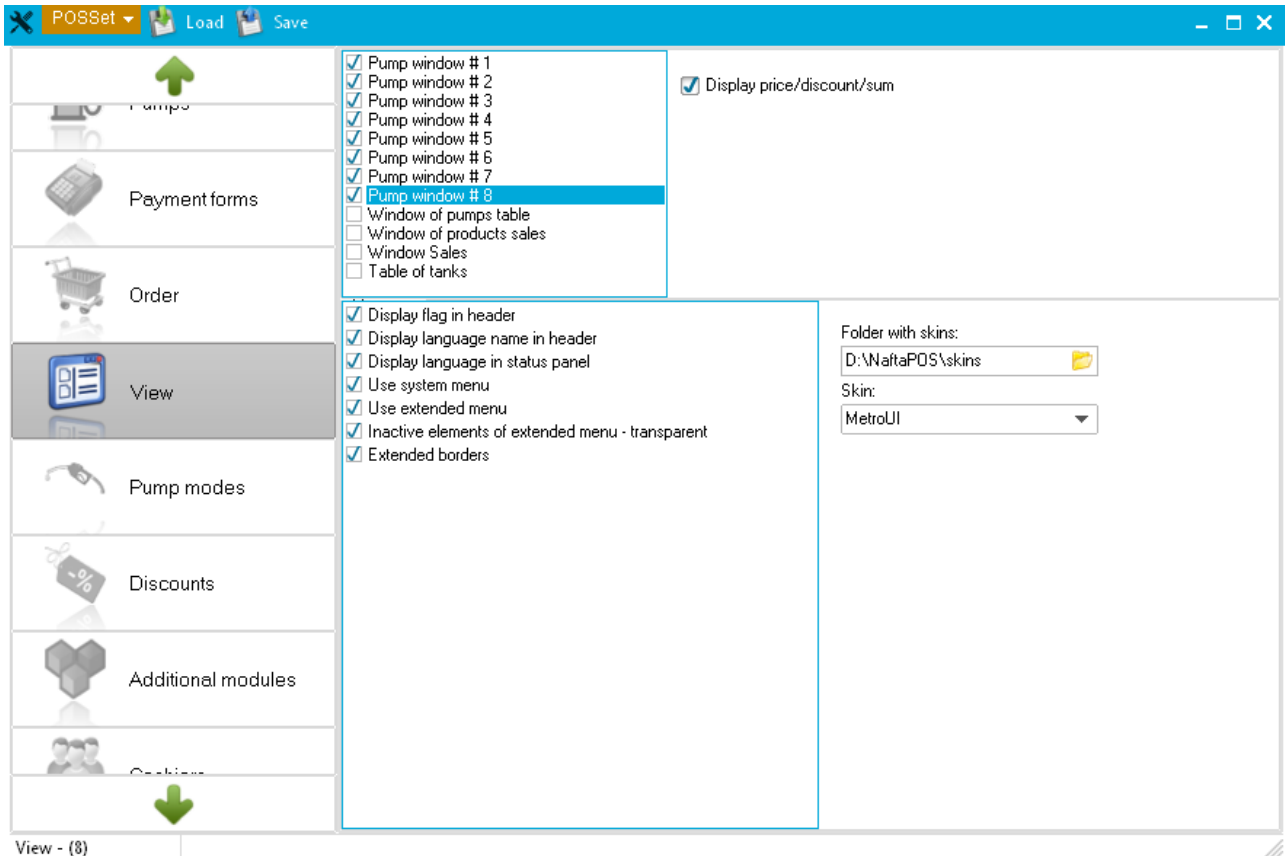 POSSet Load Save
Pumps
Payment forms
Order
View
Pump modes
Discounts
Additional modules
Cashiers
Pump window # 1
Pump window # 2
Pump window # 3
Pump window # 4
Pump window # 5
Pump window # 6
Pump window # 7
Pump window # 8
Window of pumps table
Window of products sales
Window Sales
Table of tanks
Display price/discount/sum
Display flag in header
Display language name in header
Display language in status panel
Use system menu
Use extended menu
Inactive elements of extended menu - transparent
Extended borders
Folder with skins:
D:\NaftaPOS\skins
Skin:
MetroUI
View - (8)